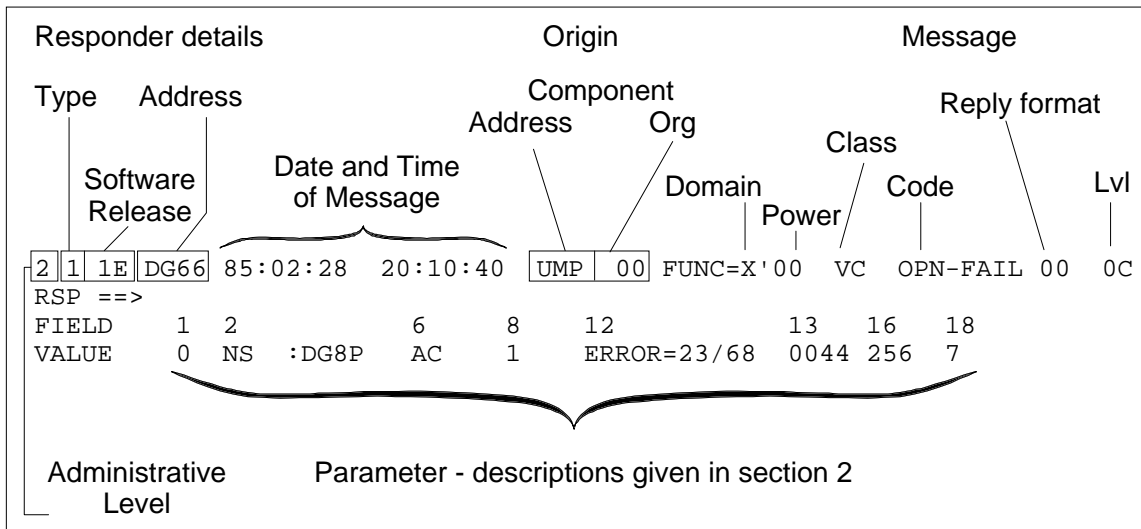 Responder details Origin Message
Type Address Component Reply format
Address Org
Class
Software Release
Date and Time of Message
Domain Code Lvl
Power
2 1 1E DG66 85:02:28 20:10:40 UMP 00 FUNC=X'00 VC OPN-FAIL 00 0C
RSP ==>
FIELD 1 2 6 8 12 13 16 18
VALUE 0 NS :DG8P AC 1 ERROR=23/68 0044 256 7
Administrative Level
Parameter - descriptions given in section 2